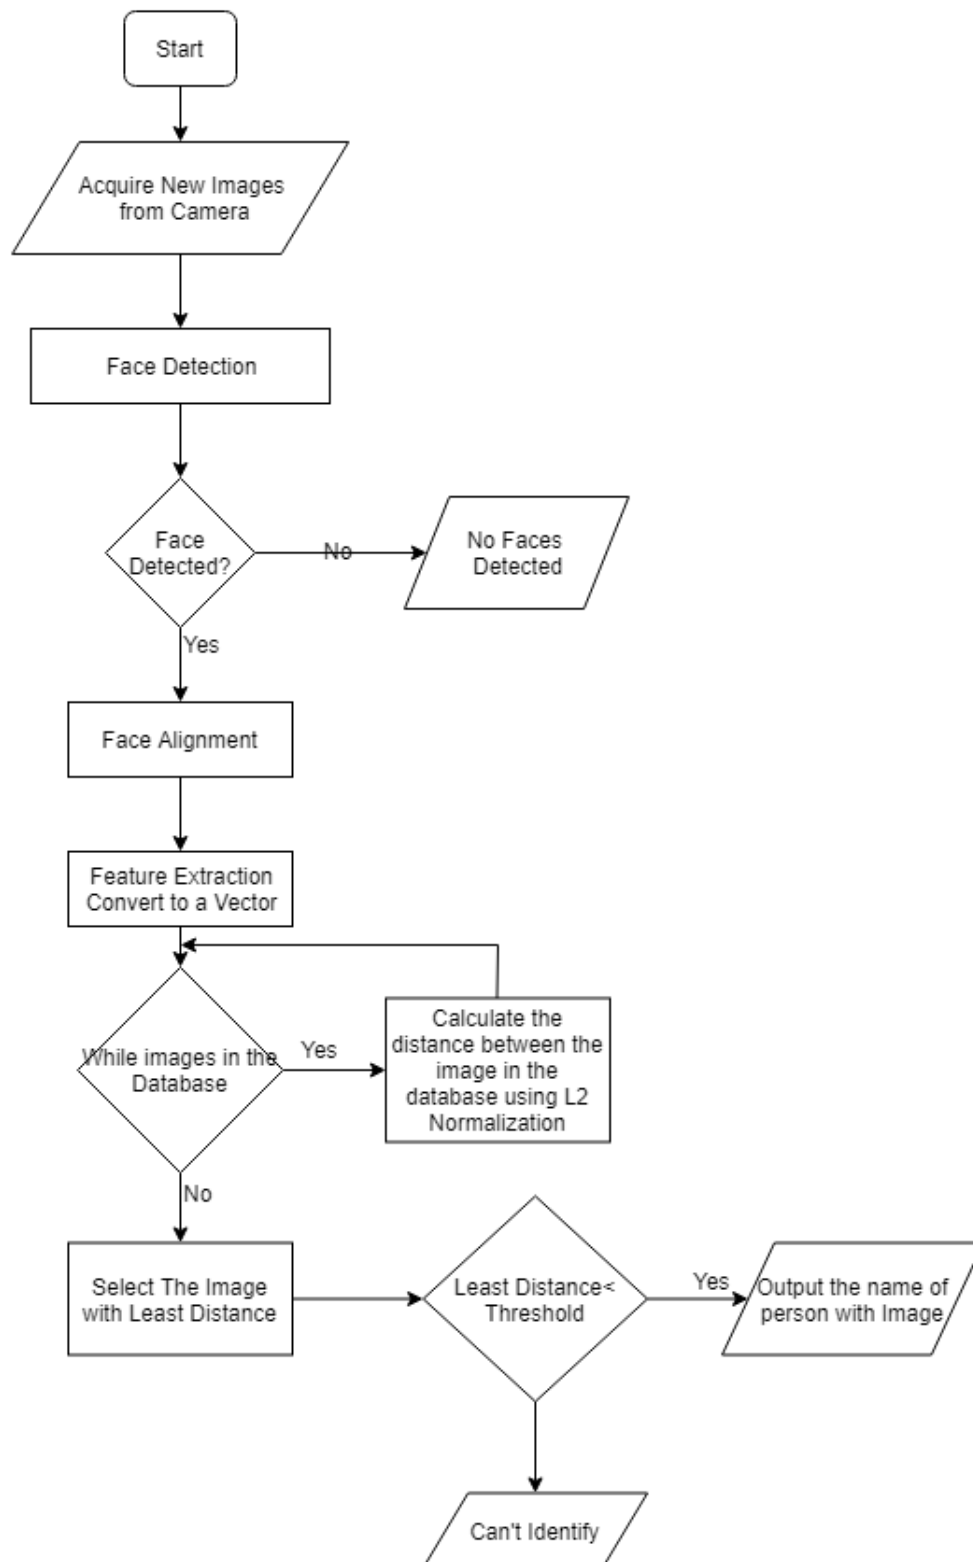 Start
Acquire New Images
from Camera
Face Detection
Face
Detected?
No
No Faces
Detected
Yes
Face Alignment
Feature Extraction
Convert to a Vector
While images in the
Database
Yes
Calculate the
distance between the
image in the
database using L2
Normalization
No
Select The Image
with Least Distance
Least Distance<
Threshold
Yes
Output the name of
person with Image
Can't Identify